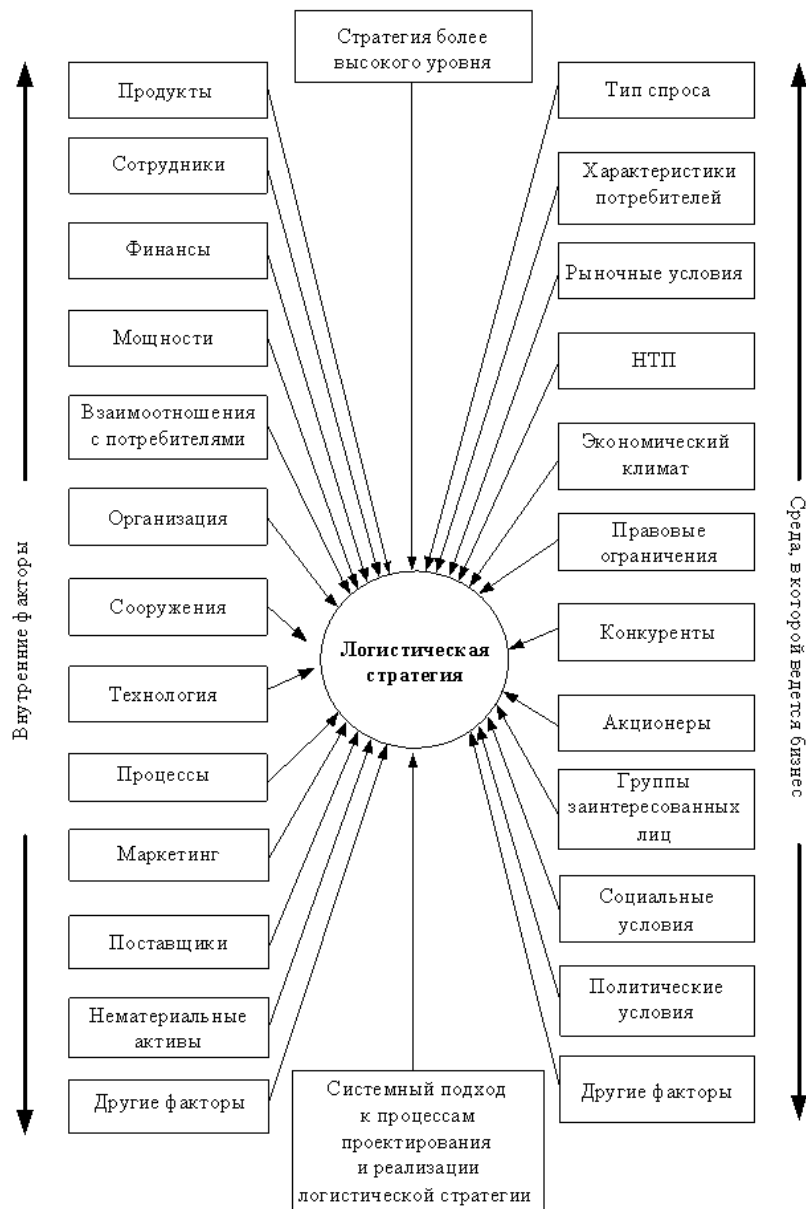 Стратегия более
высокого уровня
Продукты
Сотрудники
Финансы
Мощности
Взаимоотношения
с потребителями
Организация
Сооружения
Технология
Процессы
Маркетинг
Поставщики
Нематериальные
активы
Другие факторы
Внутренние факторы
Логистическая
стратегия
Тип спроса
Характеристики
потребителей
Рыночные условия
НТП
Экономический
климат
Правовые
ограничения
Конкуренты
Акционеры
Группы
заинтересованных
лиц
Социальные
условия
Политические
условия
Другие факторы
Среда, в которой ведется бизнес
Системный подход
к процессам
проектирования
и реализации
логистической стратегии